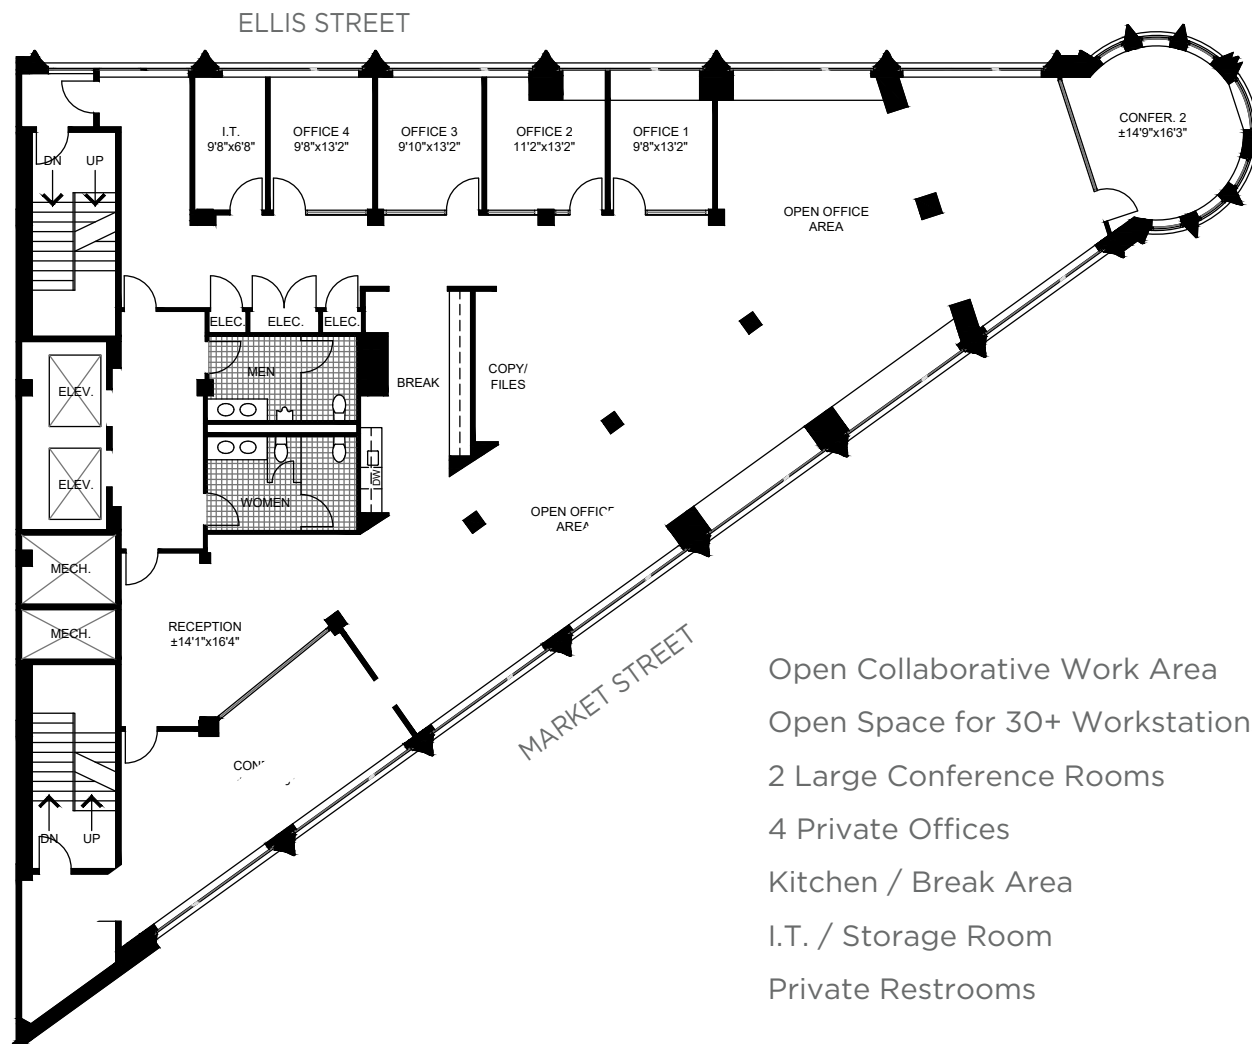 ELLIS STREET
I.T.
9'8"x6'8"
OFFICE 4
9'8"x13'2"
OFFICE 3
9'10"x13'2"
OFFICE 2
11'2"x13'2"
OFFICE 1
9'8"x13'2"
CONFER. 2
±14'9"x16'3"
DN
UP
OPEN OFFICE
AREA
ELEC.
ELEC.
ELEC.
MEN
BREAK
COPY/
FILES
ELEV.
ELEV.
DW
WOMEN
OPEN OFFICE
AREA
MECH.
MECH.
RECEPTION
±14'1"x16'4"
MARKET STREET
DN
UP
Open Collaborative Work Area
Open Space for 30+ Workstation
2 Large Conference Rooms
4 Private Offices
Kitchen / Break Area
I.T. / Storage Room
Private Restrooms